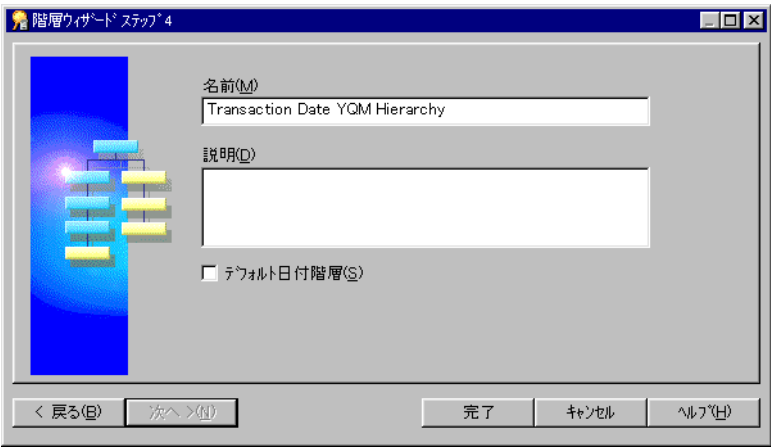 階層ウィザード ステップ4
名前(M)
Transaction Date YQM Hierarchy
説明(D)
デフォルト日付階層(S)
< 戻る(B)
次へ >(N)
完了
キャンセル
ヘルプ(H)